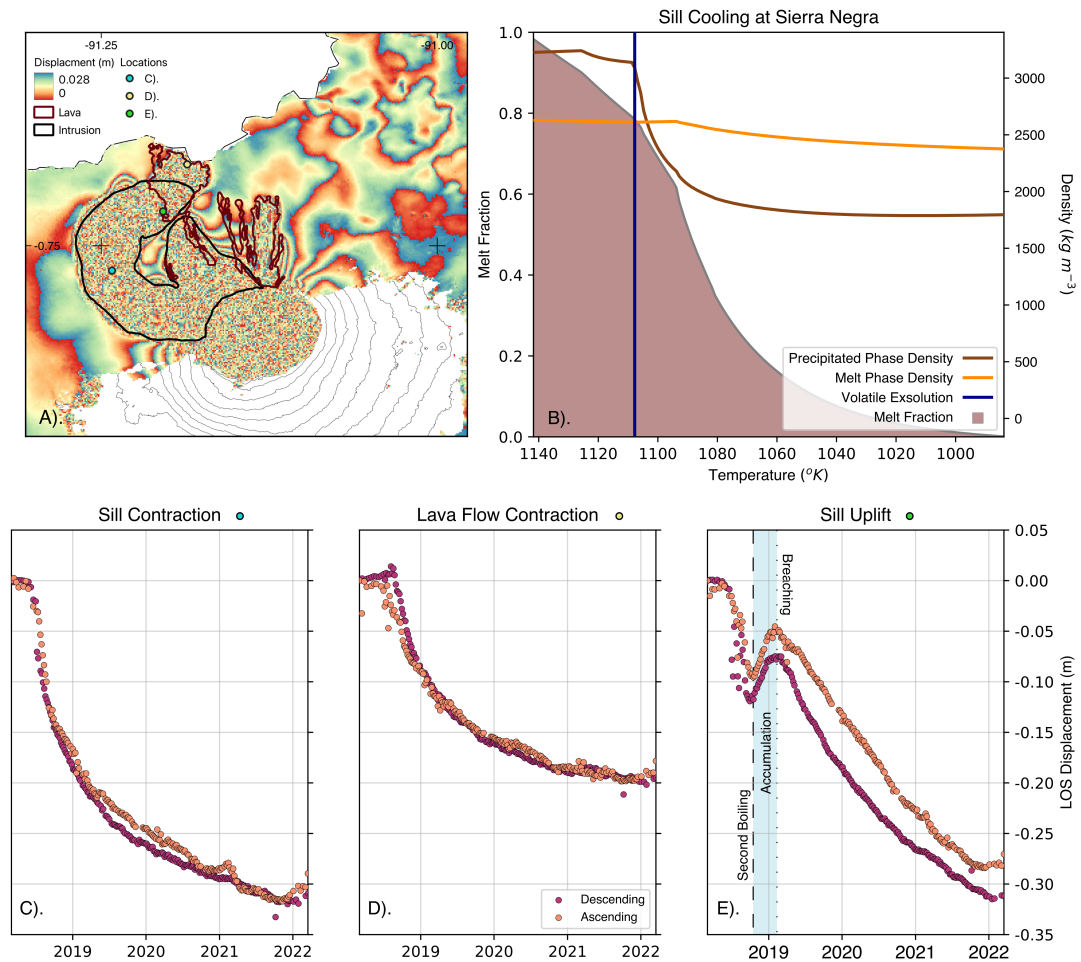 Sill Cooling at Sierra Negra
-91.25
-91.00
Displacment (m)
Locations
0.028
0
C).
D).
E).
Lava
Intrusion
-0.75
A).
1.0
0.8
0.6
0.4
0.2
0.0
Melt Fraction
3000
2500
2000
1500
1000
500
0
Density (kg m⁻³)
Precipitated Phase Density
Melt Phase Density
Volatile Exsolution
Melt Fraction
B).
1140
1120
1100
1080
1060
1040
1020
1000
Temperature (°K)
Sill Contraction
C).
2019
2020
2021
2022
Lava Flow Contraction
D).
Descending
Ascending
2019
2020
2021
2022
Sill Uplift
Second Boiling
Accumulation
Breaching
E).
0.05
0.00
-0.05
-0.10
-0.15
-0.20
-0.25
-0.30
-0.35
LOS Displacement (m)
2019
2020
2021
2022